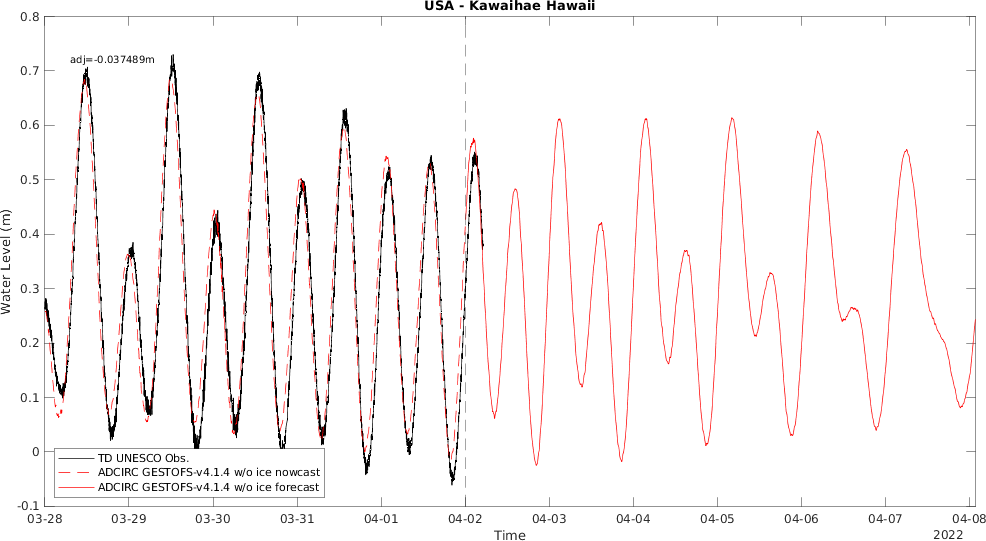 USA - Kawaihae Hawaii
0.8
adj=-0.037489m
0.7
0.6
0.5
0.4
0.3
0.2
0.1
0
-0.1
Water Level (m)
TD UNESCO Obs.
ADCIRC GESTOFS-v4.1.4 w/o ice nowcast
ADCIRC GESTOFS-v4.1.4 w/o ice forecast
03-28 03-29 03-30 03-31 04-01 04-02 04-03 04-04 04-05 04-06 04-07 04-08
Time
2022